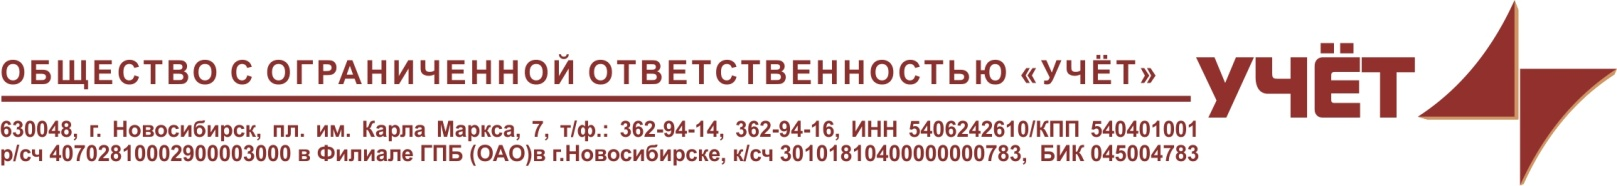 ОБЩЕСТВО С ОГРАНИЧЕННОЙ ОТВЕТСТВЕННОСТЬЮ «УЧЁТ»
УЧЁТ
630048, г. Новосибирск, пл. им. Карла Маркса, 7, т/ф.: 362-94-14, 362-94-16, ИНН 5406242610/КПП 540401001
р/сч 40702810002900003000 в Филиале ГПБ (ОАО)в г.Новосибирске, к/сч 30101810400000000783, БИК 045004783